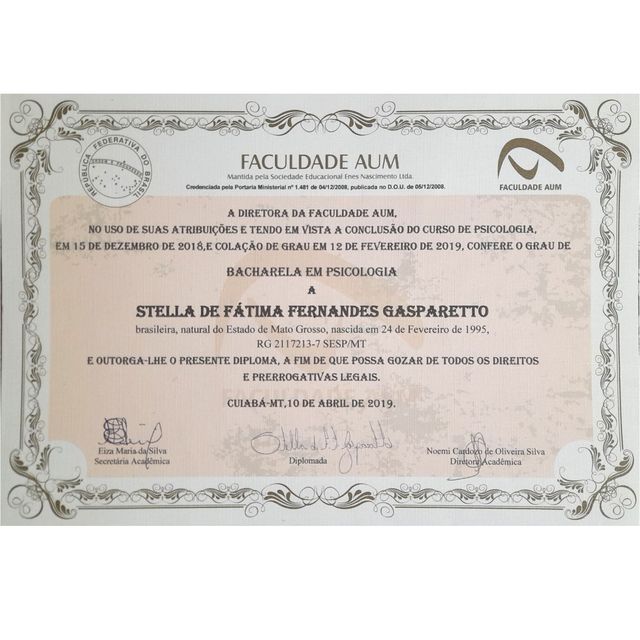 REPÚBLICA FEDERATIVA DO BRASIL
FACULDADE AUM
Mantida pela Sociedade Educacional Enes Nascimento Ltda.
Credenciada pela Portaria Ministerial nº 1.481 de 04/12/2008, publicada no D.O.U. de 05/12/2008.
FACULDADE AUM
A DIRETORA DA FACULDADE AUM,
NO USO DE SUAS ATRIBUIÇÕES E TENDO EM VISTA A CONCLUSÃO DO CURSO DE PSICOLOGIA,
EM 15 DE DEZEMBRO DE 2018,E COLAÇÃO DE GRAU EM 12 DE FEVEREIRO DE 2019, CONFERE O GRAU DE
BACHARELA EM PSICOLOGIA
A
STELLA DE FÁTIMA FERNANDES GASPARETTO
brasileira, natural do Estado de Mato Grosso, nascida em 24 de Fevereiro de 1995,
RG 2117213-7 SESP/MT
E OUTORGA-LHE O PRESENTE DIPLOMA, A FIM DE QUE POSSA GOZAR DE TODOS OS DIREITOS
E PRERROGATIVAS LEGAIS.
CUIABÁ-MT,10 DE ABRIL DE 2019.
Eiza Maria da Silva
Secretária Acadêmica
Diplomada
Noemi Cardozo de Oliveira Silva
Diretora Acadêmica